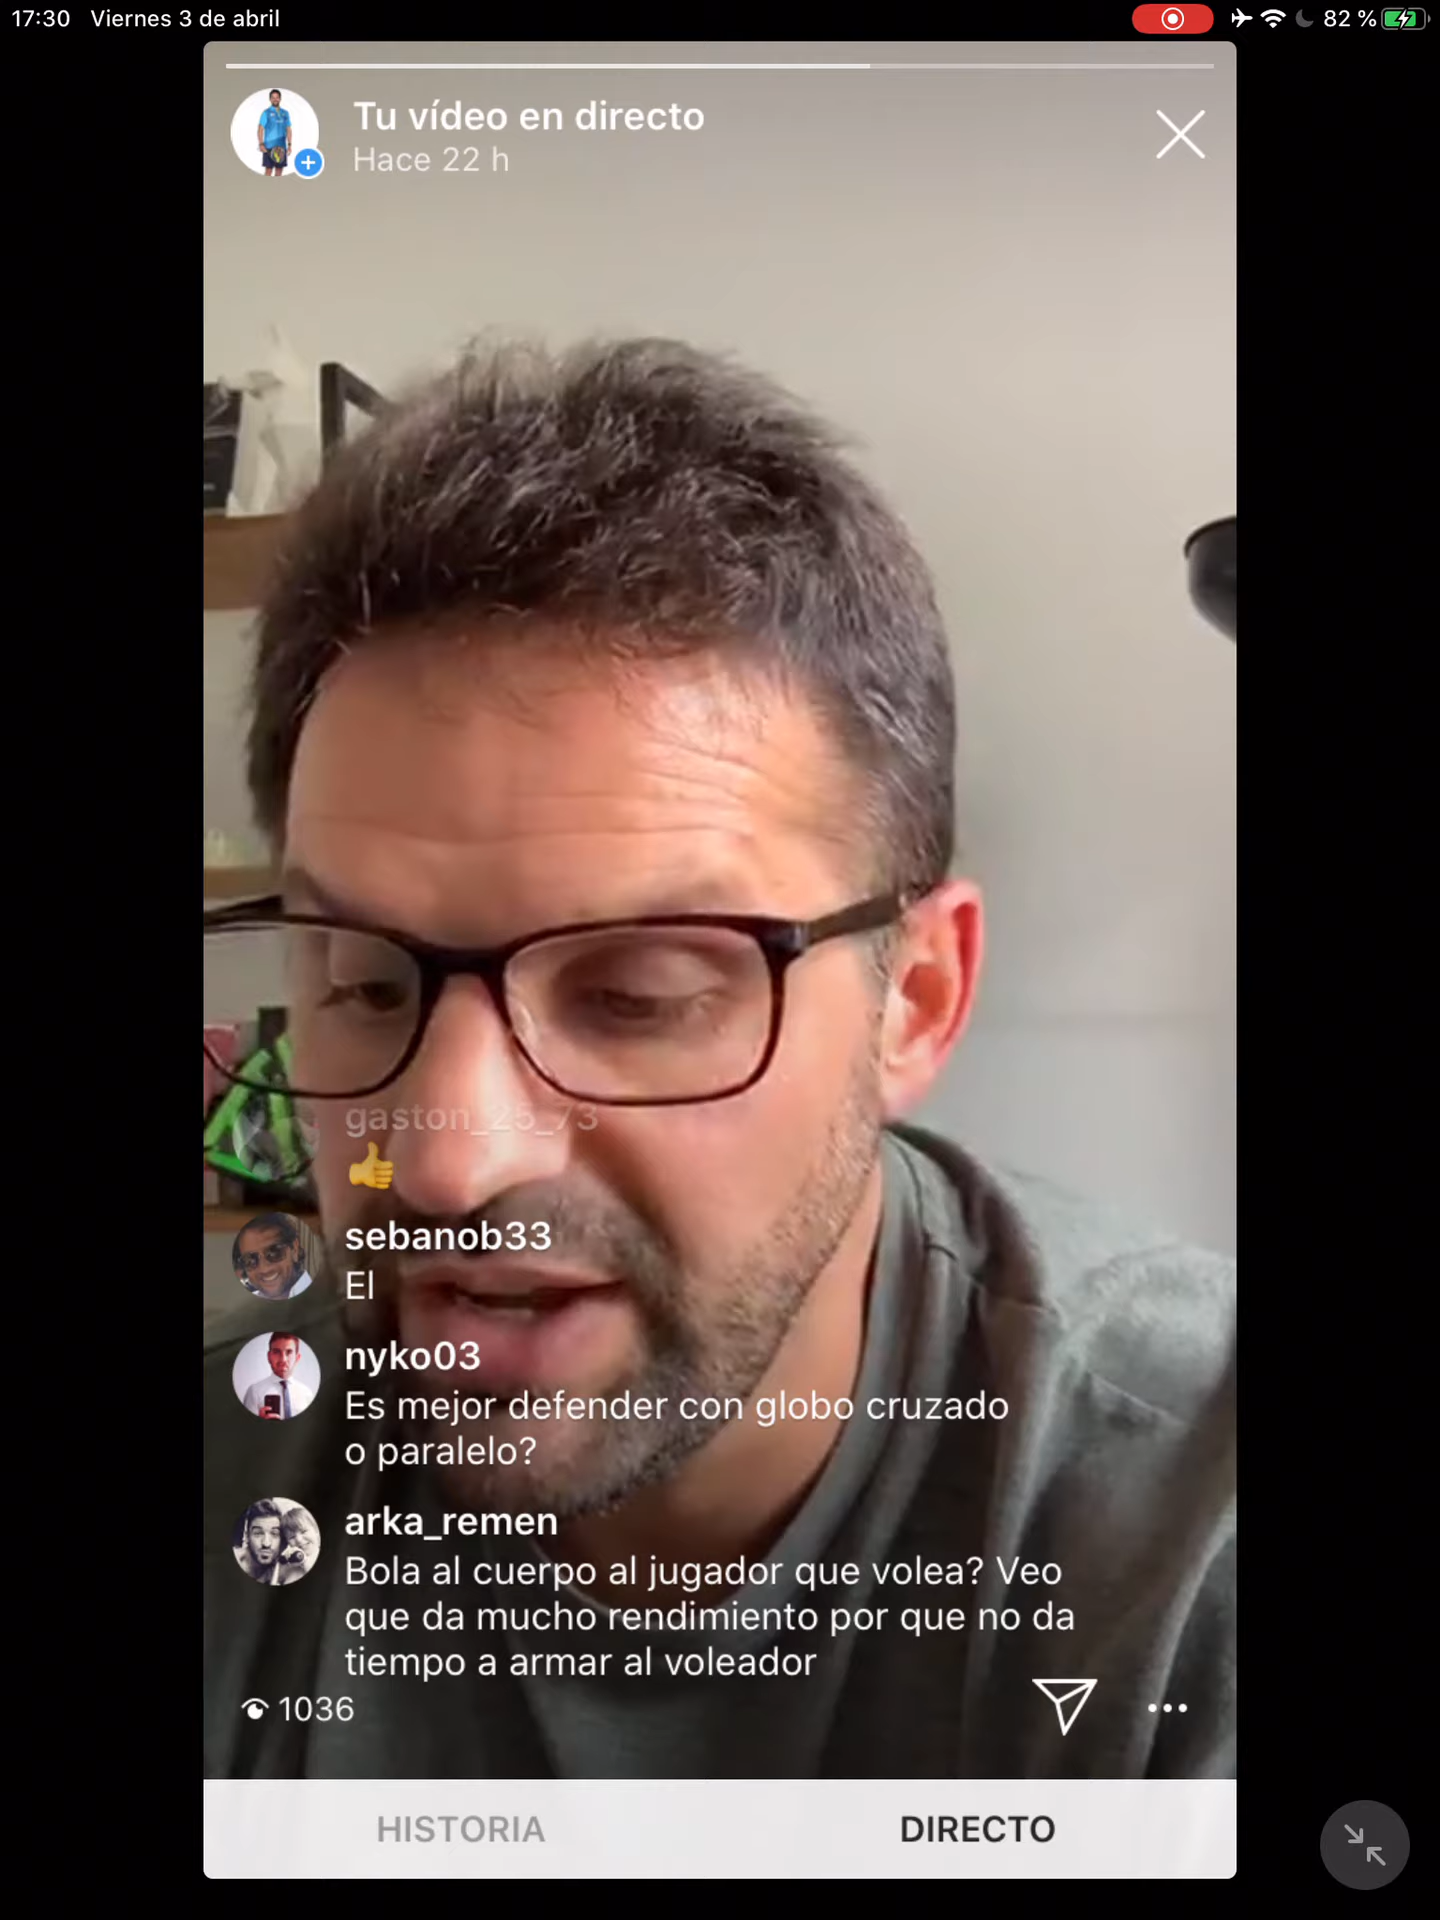 17:30 Viernes 3 de abril
82 %
Tu vídeo en directo
Hace 22 h
gaston_25_73
👍
sebanob33
El
nyko03
Es mejor defender con globo cruzado
o paralelo?
arka_remen
Bola al cuerpo al jugador que volea? Veo
que da mucho rendimiento por que no da
tiempo a armar al voleador
1036
HISTORIA
DIRECTO